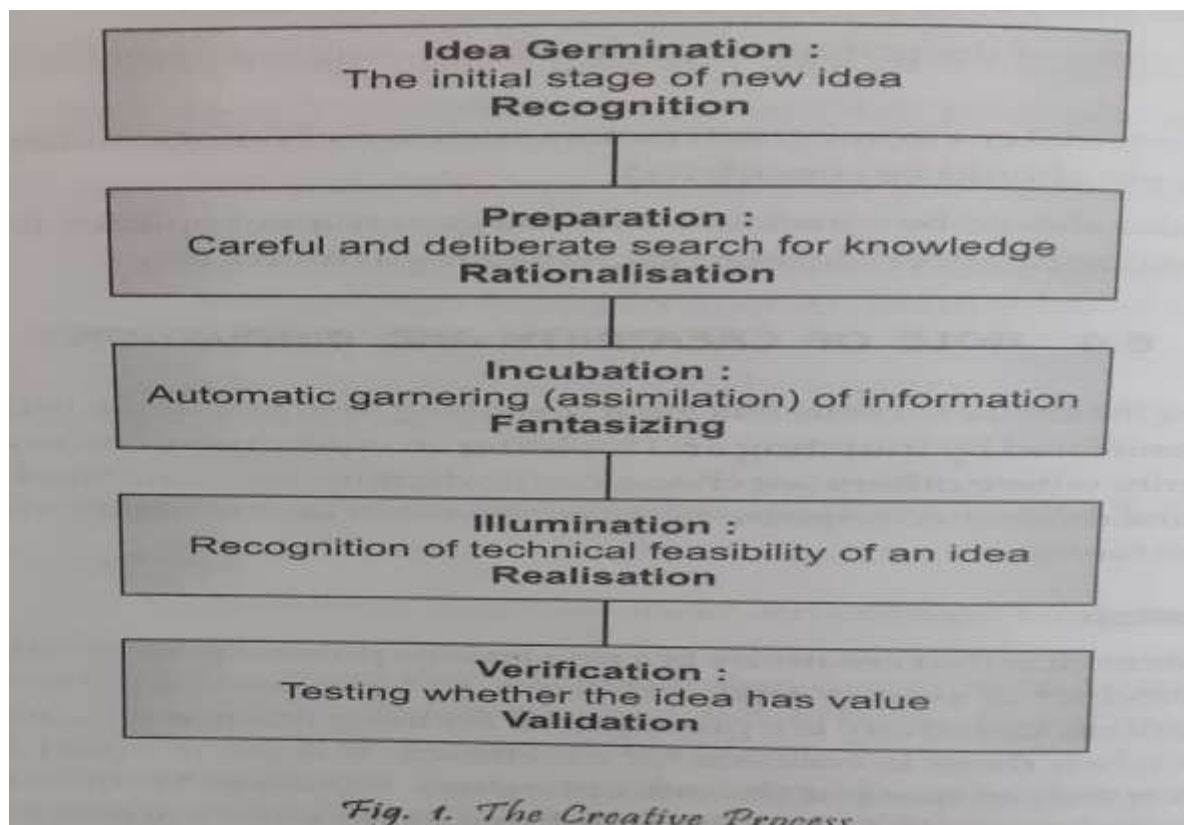 Idea Germination :
The initial stage of new idea
Recognition
Preparation :
Careful and deliberate search for knowledge
Rationalisation
Incubation :
Automatic garnering (assimilation) of information
Fantasizing
Illumination :
Recognition of technical feasibility of an idea
Realisation
Verification :
Testing whether the idea has value
Validation
Fig. 1. The Creative Process